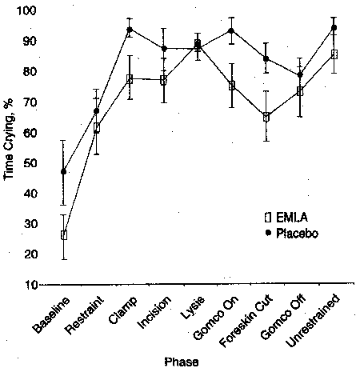 100
90
80
70
60
50
40
30
20
10
Time Crying, %
EMLA
Placebo
Baseline
Restraint
Clamp
Incision
Lysie
Gomco On
Foreskin Cut
Gomco Off
Unrestrained
Phase